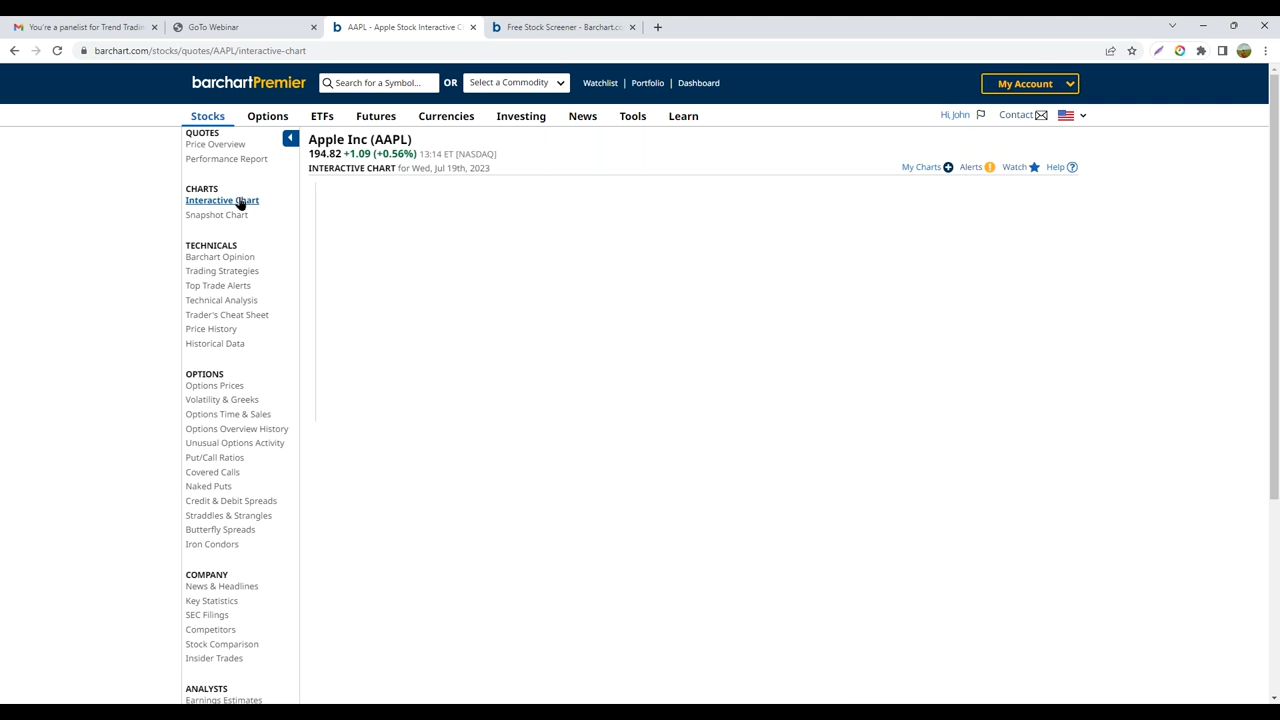 You're a panelist for Trend Tradin
GoTo Webinar
AAPL - Apple Stock Interactive C
Free Stock Screener - Barchart.co
barchart.com/stocks/quotes/AAPL/interactive-chart
barchartPremier
Search for a Symbol...
OR
Select a Commodity
Watchlist | Portfolio | Dashboard
My Account
Stocks Options ETFs Futures Currencies Investing News Tools Learn
Hi, John
Contact
QUOTES
Price Overview
Performance Report
CHARTS
Interactive Chart
Snapshot Chart
TECHNICALS
Barchart Opinion
Trading Strategies
Top Trade Alerts
Technical Analysis
Trader's Cheat Sheet
Price History
Historical Data
OPTIONS
Options Prices
Volatility & Greeks
Options Time & Sales
Options Overview History
Unusual Options Activity
Put/Call Ratios
Covered Calls
Naked Puts
Credit & Debit Spreads
Straddles & Strangles
Butterfly Spreads
Iron Condors
COMPANY
News & Headlines
Key Statistics
SEC Filings
Competitors
Stock Comparison
Insider Trades
ANALYSTS
Earnings Estimates
Apple Inc (AAPL)
194.82 +1.09 (+0.56%) 13:14 ET [NASDAQ]
INTERACTIVE CHART for Wed, Jul 19th, 2023
My Charts Alerts Watch Help